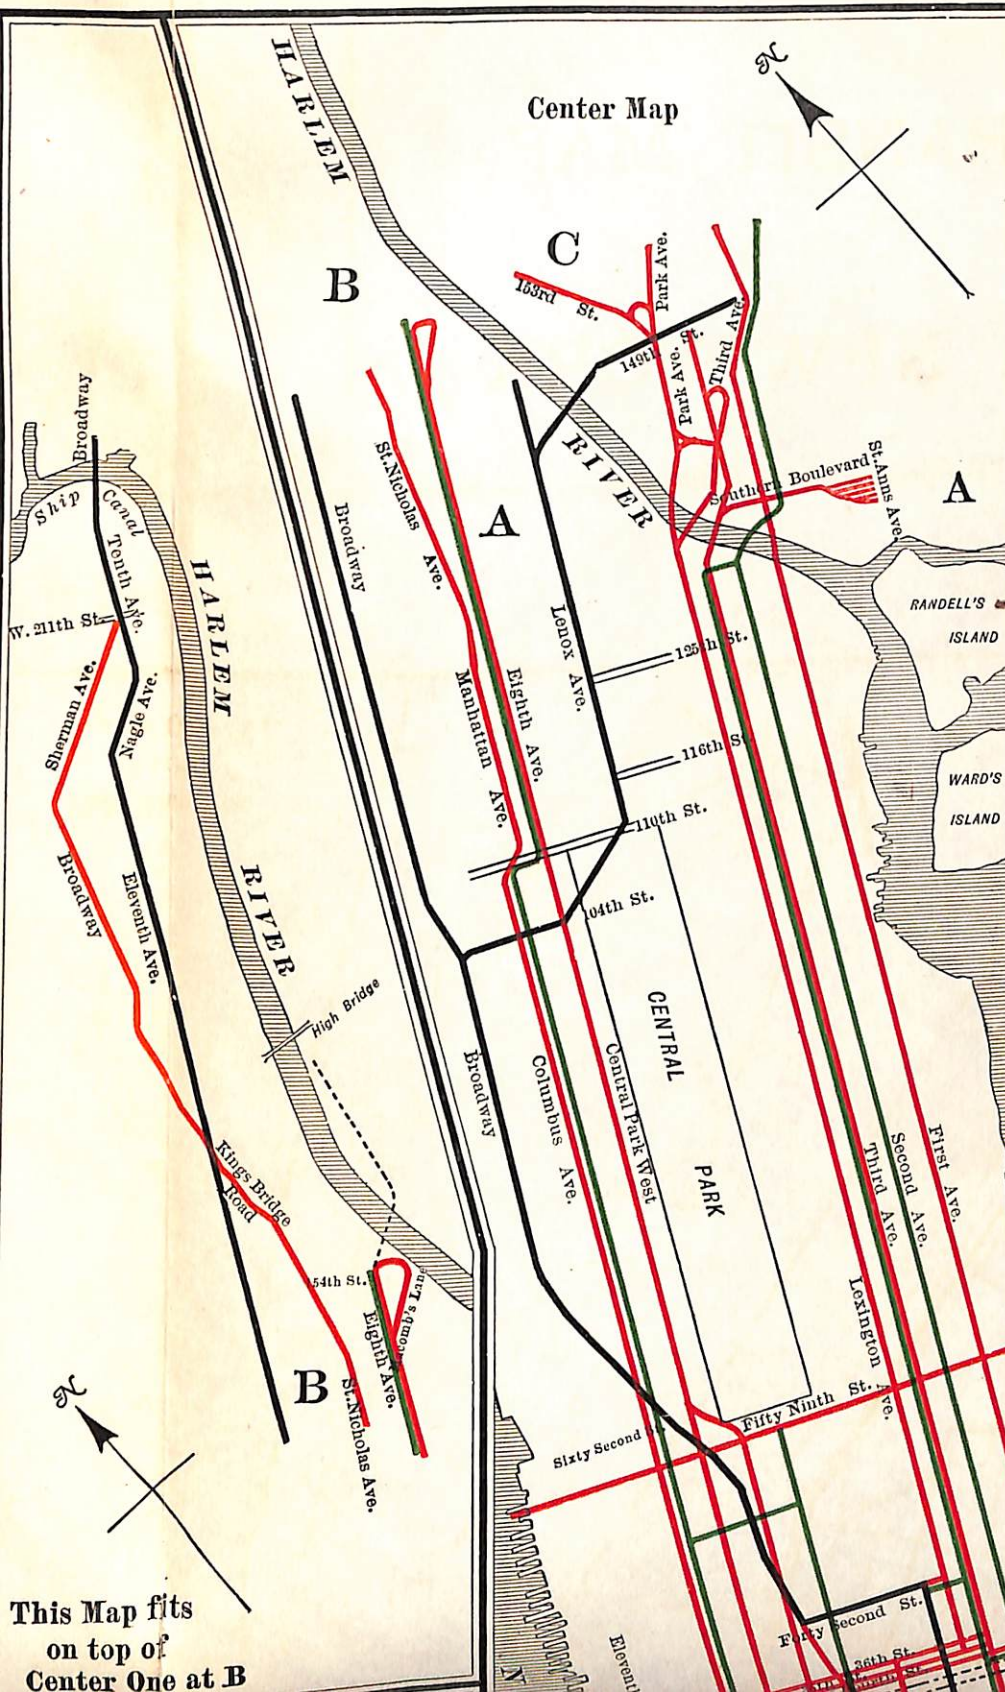 Center Map
N
HARLEM
C
B
153rd St.
Park Ave.
149th St.
Park Ave.
Third Ave.
RIVER
Southern Boulevard
St. Anns Ave.
A
A
RANDELL'S
ISLAND
WARD'S
ISLAND
St. Nicholas Ave.
Broadway
Lenox Ave.
125th St.
116th St.
110th St.
Manhattan Ave.
Eighth Ave.
104th St.
CENTRAL
PARK
Broadway
Columbus Ave.
Central Park West
First Ave.
Second Ave.
Third Ave.
Lexington Ave.
Fifty Ninth St.
Sixty Second St.
Forty Second St.
36th St.
Broadway
Ship Canal
Tenth Ave.
W. 211th St.
Sherman Ave.
Nagle Ave.
HARLEM
Broadway
Eleventh Ave.
RIVER
High Bridge
Kings Bridge
Road
54th St.
Eighth Ave.
acomb's Lane
B
St. Nicholas Ave.
N
This Map fits
on top of
Center One at B
N